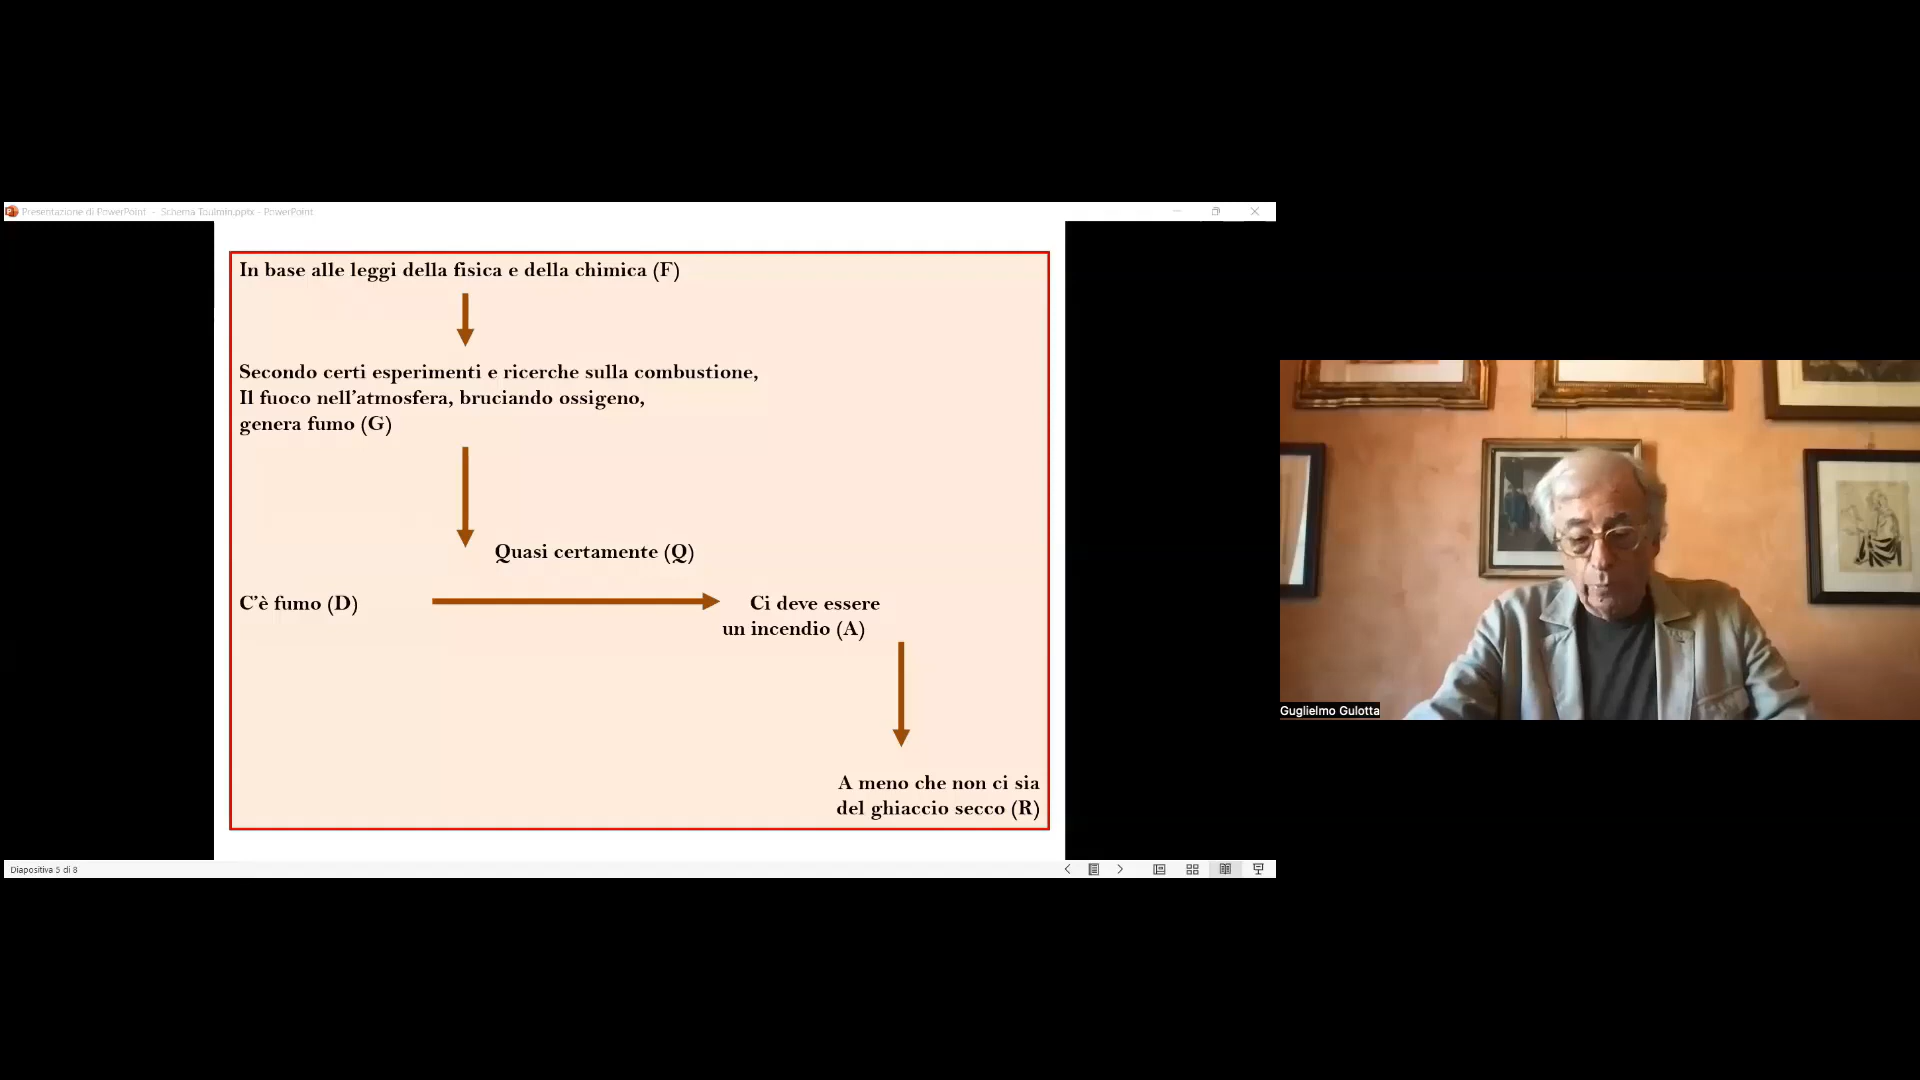 Presentazione di PowerPoint - Schema Toulmin.pptx - PowerPoint
In base alle leggi della fisica e della chimica (F)
Secondo certi esperimenti e ricerche sulla combustione,
Il fuoco nell’atmosfera, bruciando ossigeno,
genera fumo (G)
Quasi certamente (Q)
C’è fumo (D)
Ci deve essere
un incendio (A)
A meno che non ci sia
del ghiaccio secco (R)
Guglielmo Gulotta
Diapositiva 5 di 8